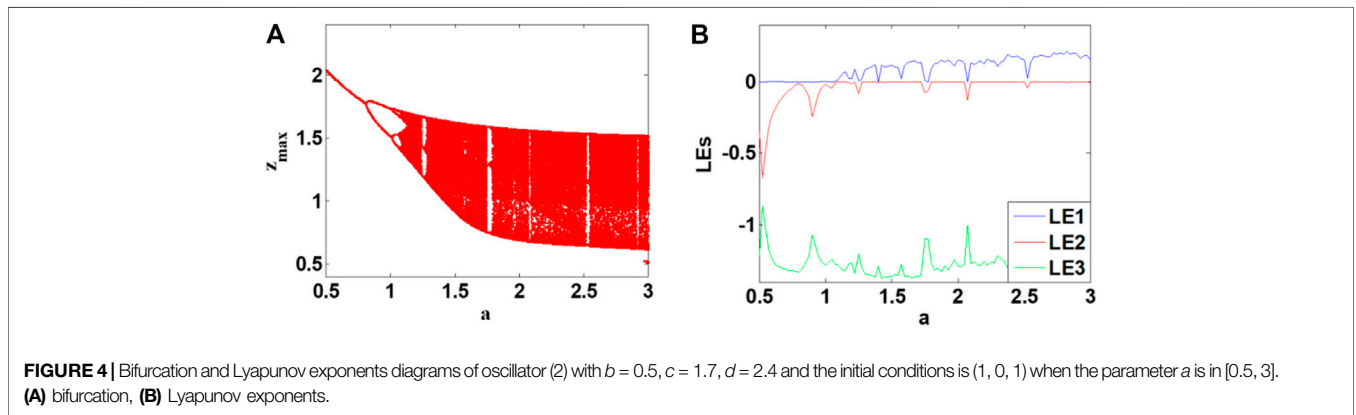 A
B
z_max
2
1.5
1
0.5
0.5 1 1.5 2 2.5 3
a
LEs
0
-0.5
-1
0.5 1 1.5 2 2.5 3
a
LE1
LE2
LE3
FIGURE 4 | Bifurcation and Lyapunov exponents diagrams of oscillator (2) with b = 0.5, c = 1.7, d = 2.4 and the initial conditions is (1, 0, 1) when the parameter a is in [0.5, 3].
(A) bifurcation, (B) Lyapunov exponents.